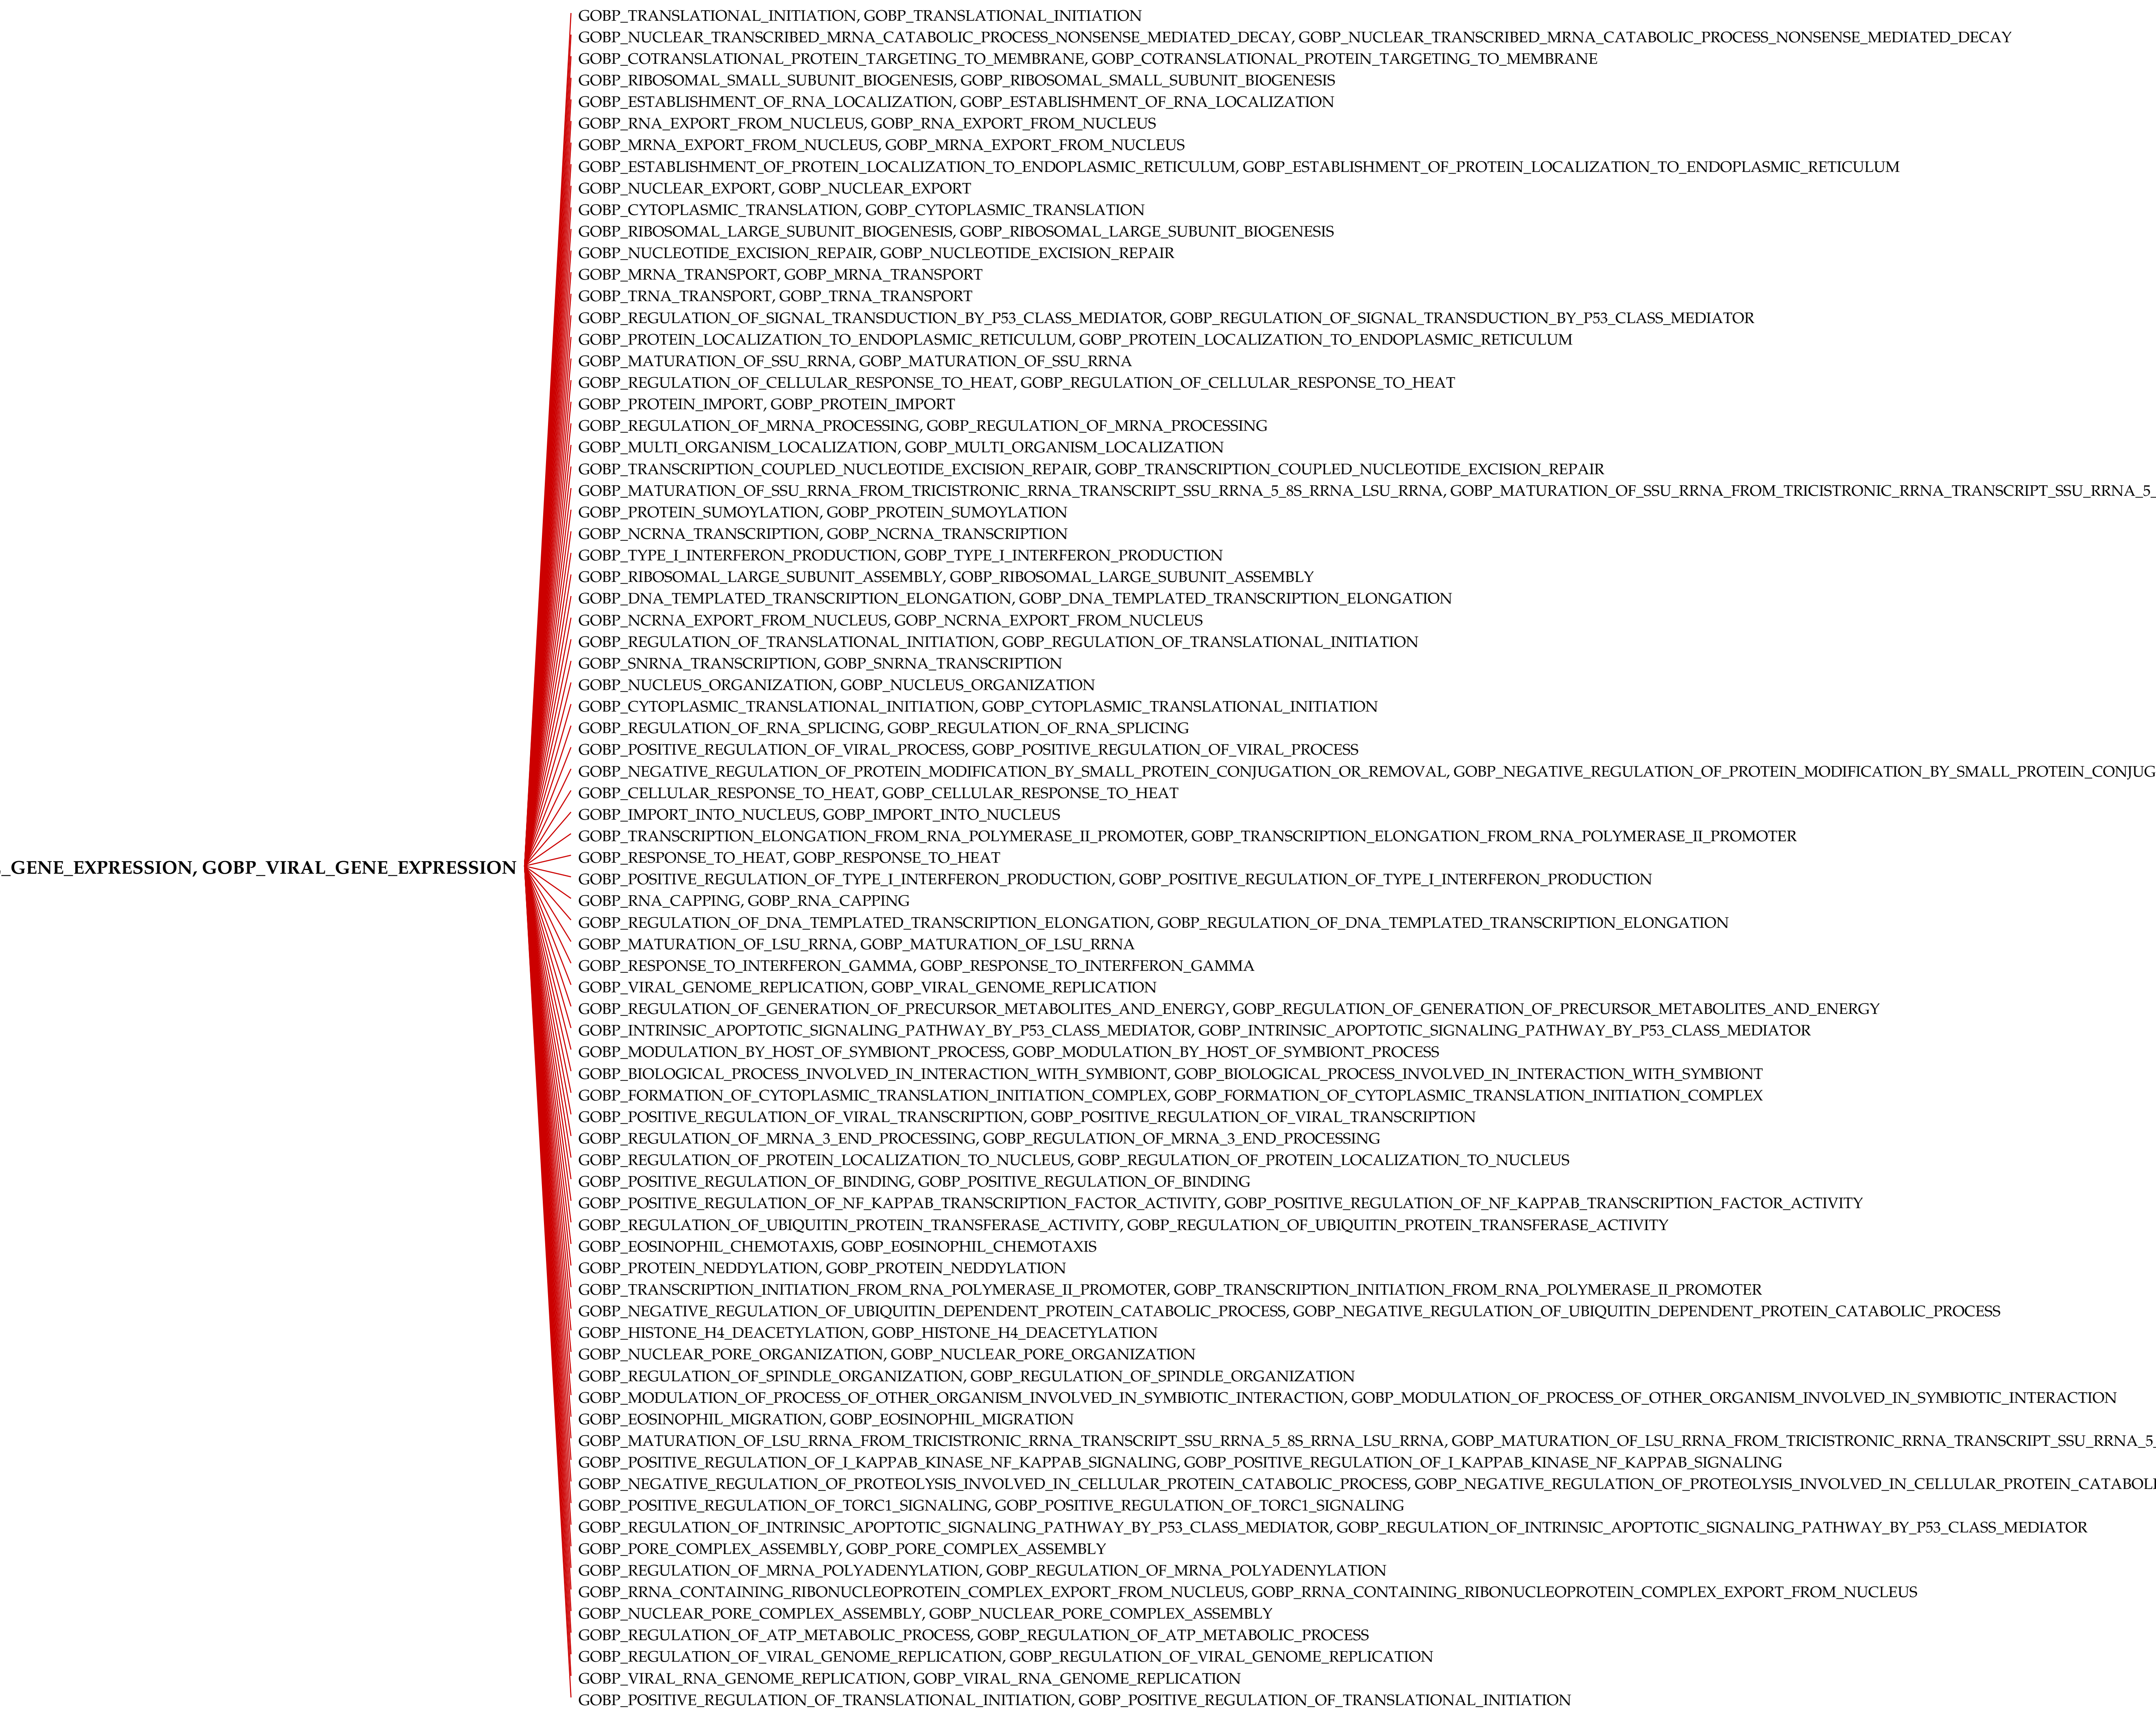 GOBP_TRANSLATIONAL_INITIATION, GOBP_TRANSLATIONAL_INITIATION
GOBP_NUCLEAR_TRANSCRIBED_MRNA_CATABOLIC_PROCESS_NONSENSE_MEDIATED_DECAY, GOBP_NUCLEAR_TRANSCRIBED_MRNA_CATABOLIC_PROCESS_NONSENSE_MEDIATED_DECAY
GOBP_COTRANSLATIONAL_PROTEIN_TARGETING_TO_MEMBRANE, GOBP_COTRANSLATIONAL_PROTEIN_TARGETING_TO_MEMBRANE
GOBP_RIBOSOMAL_SMALL_SUBUNIT_BIOGENESIS, GOBP_RIBOSOMAL_SMALL_SUBUNIT_BIOGENESIS
GOBP_ESTABLISHMENT_OF_RNA_LOCALIZATION, GOBP_ESTABLISHMENT_OF_RNA_LOCALIZATION
GOBP_RNA_EXPORT_FROM_NUCLEUS, GOBP_RNA_EXPORT_FROM_NUCLEUS
GOBP_MRNA_EXPORT_FROM_NUCLEUS, GOBP_MRNA_EXPORT_FROM_NUCLEUS
GOBP_ESTABLISHMENT_OF_PROTEIN_LOCALIZATION_TO_ENDOPLASMIC_RETICULUM, GOBP_ESTABLISHMENT_OF_PROTEIN_LOCALIZATION_TO_ENDOPLASMIC_RETICULUM
GOBP_NUCLEAR_EXPORT, GOBP_NUCLEAR_EXPORT
GOBP_CYTOPLASMIC_TRANSLATION, GOBP_CYTOPLASMIC_TRANSLATION
GOBP_RIBOSOMAL_LARGE_SUBUNIT_BIOGENESIS, GOBP_RIBOSOMAL_LARGE_SUBUNIT_BIOGENESIS
GOBP_NUCLEOTIDE_EXCISION_REPAIR, GOBP_NUCLEOTIDE_EXCISION_REPAIR
GOBP_MRNA_TRANSPORT, GOBP_MRNA_TRANSPORT
GOBP_TRNA_TRANSPORT, GOBP_TRNA_TRANSPORT
GOBP_REGULATION_OF_SIGNAL_TRANSDUCTION_BY_P53_CLASS_MEDIATOR, GOBP_REGULATION_OF_SIGNAL_TRANSDUCTION_BY_P53_CLASS_MEDIATOR
GOBP_PROTEIN_LOCALIZATION_TO_ENDOPLASMIC_RETICULUM, GOBP_PROTEIN_LOCALIZATION_TO_ENDOPLASMIC_RETICULUM
GOBP_MATURATION_OF_SSU_RRNA, GOBP_MATURATION_OF_SSU_RRNA
GOBP_REGULATION_OF_CELLULAR_RESPONSE_TO_HEAT, GOBP_REGULATION_OF_CELLULAR_RESPONSE_TO_HEAT
GOBP_PROTEIN_IMPORT, GOBP_PROTEIN_IMPORT
GOBP_REGULATION_OF_MRNA_PROCESSING, GOBP_REGULATION_OF_MRNA_PROCESSING
GOBP_MULTI_ORGANISM_LOCALIZATION, GOBP_MULTI_ORGANISM_LOCALIZATION
GOBP_TRANSCRIPTION_COUPLED_NUCLEOTIDE_EXCISION_REPAIR, GOBP_TRANSCRIPTION_COUPLED_NUCLEOTIDE_EXCISION_REPAIR
GOBP_MATURATION_OF_SSU_RRNA_FROM_TRICISTRONIC_RRNA_TRANSCRIPT_SSU_RRNA_5_8S_RRNA_LSU_RRNA, GOBP_MATURATION_OF_SSU_RRNA_FROM_TRICISTRONIC_RRNA_TRANSCRIPT_SSU_RRNA_5_
GOBP_PROTEIN_SUMOYLATION, GOBP_PROTEIN_SUMOYLATION
GOBP_NCRNA_TRANSCRIPTION, GOBP_NCRNA_TRANSCRIPTION
GOBP_TYPE_I_INTERFERON_PRODUCTION, GOBP_TYPE_I_INTERFERON_PRODUCTION
GOBP_RIBOSOMAL_LARGE_SUBUNIT_ASSEMBLY, GOBP_RIBOSOMAL_LARGE_SUBUNIT_ASSEMBLY
GOBP_DNA_TEMPLATED_TRANSCRIPTION_ELONGATION, GOBP_DNA_TEMPLATED_TRANSCRIPTION_ELONGATION
GOBP_NCRNA_EXPORT_FROM_NUCLEUS, GOBP_NCRNA_EXPORT_FROM_NUCLEUS
GOBP_REGULATION_OF_TRANSLATIONAL_INITIATION, GOBP_REGULATION_OF_TRANSLATIONAL_INITIATION
GOBP_SNRNA_TRANSCRIPTION, GOBP_SNRNA_TRANSCRIPTION
GOBP_NUCLEUS_ORGANIZATION, GOBP_NUCLEUS_ORGANIZATION
GOBP_CYTOPLASMIC_TRANSLATIONAL_INITIATION, GOBP_CYTOPLASMIC_TRANSLATIONAL_INITIATION
GOBP_REGULATION_OF_RNA_SPLICING, GOBP_REGULATION_OF_RNA_SPLICING
GOBP_POSITIVE_REGULATION_OF_VIRAL_PROCESS, GOBP_POSITIVE_REGULATION_OF_VIRAL_PROCESS
GOBP_NEGATIVE_REGULATION_OF_PROTEIN_MODIFICATION_BY_SMALL_PROTEIN_CONJUGATION_OR_REMOVAL, GOBP_NEGATIVE_REGULATION_OF_PROTEIN_MODIFICATION_BY_SMALL_PROTEIN_CONJUG
GOBP_CELLULAR_RESPONSE_TO_HEAT, GOBP_CELLULAR_RESPONSE_TO_HEAT
GOBP_IMPORT_INTO_NUCLEUS, GOBP_IMPORT_INTO_NUCLEUS
GOBP_TRANSCRIPTION_ELONGATION_FROM_RNA_POLYMERASE_II_PROMOTER, GOBP_TRANSCRIPTION_ELONGATION_FROM_RNA_POLYMERASE_II_PROMOTER
GOBP_RESPONSE_TO_HEAT, GOBP_RESPONSE_TO_HEAT
_GENE_EXPRESSION, GOBP_VIRAL_GENE_EXPRESSION
GOBP_POSITIVE_REGULATION_OF_TYPE_I_INTERFERON_PRODUCTION, GOBP_POSITIVE_REGULATION_OF_TYPE_I_INTERFERON_PRODUCTION
GOBP_RNA_CAPPING, GOBP_RNA_CAPPING
GOBP_REGULATION_OF_DNA_TEMPLATED_TRANSCRIPTION_ELONGATION, GOBP_REGULATION_OF_DNA_TEMPLATED_TRANSCRIPTION_ELONGATION
GOBP_MATURATION_OF_LSU_RRNA, GOBP_MATURATION_OF_LSU_RRNA
GOBP_RESPONSE_TO_INTERFERON_GAMMA, GOBP_RESPONSE_TO_INTERFERON_GAMMA
GOBP_VIRAL_GENOME_REPLICATION, GOBP_VIRAL_GENOME_REPLICATION
GOBP_REGULATION_OF_GENERATION_OF_PRECURSOR_METABOLITES_AND_ENERGY, GOBP_REGULATION_OF_GENERATION_OF_PRECURSOR_METABOLITES_AND_ENERGY
GOBP_INTRINSIC_APOPTOTIC_SIGNALING_PATHWAY_BY_P53_CLASS_MEDIATOR, GOBP_INTRINSIC_APOPTOTIC_SIGNALING_PATHWAY_BY_P53_CLASS_MEDIATOR
GOBP_MODULATION_BY_HOST_OF_SYMBIONT_PROCESS, GOBP_MODULATION_BY_HOST_OF_SYMBIONT_PROCESS
GOBP_BIOLOGICAL_PROCESS_INVOLVED_IN_INTERACTION_WITH_SYMBIONT, GOBP_BIOLOGICAL_PROCESS_INVOLVED_IN_INTERACTION_WITH_SYMBIONT
GOBP_FORMATION_OF_CYTOPLASMIC_TRANSLATION_INITIATION_COMPLEX, GOBP_FORMATION_OF_CYTOPLASMIC_TRANSLATION_INITIATION_COMPLEX
GOBP_POSITIVE_REGULATION_OF_VIRAL_TRANSCRIPTION, GOBP_POSITIVE_REGULATION_OF_VIRAL_TRANSCRIPTION
GOBP_REGULATION_OF_MRNA_3_END_PROCESSING, GOBP_REGULATION_OF_MRNA_3_END_PROCESSING
GOBP_REGULATION_OF_PROTEIN_LOCALIZATION_TO_NUCLEUS, GOBP_REGULATION_OF_PROTEIN_LOCALIZATION_TO_NUCLEUS
GOBP_POSITIVE_REGULATION_OF_BINDING, GOBP_POSITIVE_REGULATION_OF_BINDING
GOBP_POSITIVE_REGULATION_OF_NF_KAPPAB_TRANSCRIPTION_FACTOR_ACTIVITY, GOBP_POSITIVE_REGULATION_OF_NF_KAPPAB_TRANSCRIPTION_FACTOR_ACTIVITY
GOBP_REGULATION_OF_UBIQUITIN_PROTEIN_TRANSFERASE_ACTIVITY, GOBP_REGULATION_OF_UBIQUITIN_PROTEIN_TRANSFERASE_ACTIVITY
GOBP_EOSINOPHIL_CHEMOTAXIS, GOBP_EOSINOPHIL_CHEMOTAXIS
GOBP_PROTEIN_NEDDYLATION, GOBP_PROTEIN_NEDDYLATION
GOBP_TRANSCRIPTION_INITIATION_FROM_RNA_POLYMERASE_II_PROMOTER, GOBP_TRANSCRIPTION_INITIATION_FROM_RNA_POLYMERASE_II_PROMOTER
GOBP_NEGATIVE_REGULATION_OF_UBIQUITIN_DEPENDENT_PROTEIN_CATABOLIC_PROCESS, GOBP_NEGATIVE_REGULATION_OF_UBIQUITIN_DEPENDENT_PROTEIN_CATABOLIC_PROCESS
GOBP_HISTONE_H4_DEACETYLATION, GOBP_HISTONE_H4_DEACETYLATION
GOBP_NUCLEAR_PORE_ORGANIZATION, GOBP_NUCLEAR_PORE_ORGANIZATION
GOBP_REGULATION_OF_SPINDLE_ORGANIZATION, GOBP_REGULATION_OF_SPINDLE_ORGANIZATION
GOBP_MODULATION_OF_PROCESS_OF_OTHER_ORGANISM_INVOLVED_IN_SYMBIOTIC_INTERACTION, GOBP_MODULATION_OF_PROCESS_OF_OTHER_ORGANISM_INVOLVED_IN_SYMBIOTIC_INTERACTION
GOBP_EOSINOPHIL_MIGRATION, GOBP_EOSINOPHIL_MIGRATION
GOBP_MATURATION_OF_LSU_RRNA_FROM_TRICISTRONIC_RRNA_TRANSCRIPT_SSU_RRNA_5_8S_RRNA_LSU_RRNA, GOBP_MATURATION_OF_LSU_RRNA_FROM_TRICISTRONIC_RRNA_TRANSCRIPT_SSU_RRNA_5_
GOBP_POSITIVE_REGULATION_OF_I_KAPPAB_KINASE_NF_KAPPAB_SIGNALING, GOBP_POSITIVE_REGULATION_OF_I_KAPPAB_KINASE_NF_KAPPAB_SIGNALING
GOBP_NEGATIVE_REGULATION_OF_PROTEOLYSIS_INVOLVED_IN_CELLULAR_PROTEIN_CATABOLIC_PROCESS, GOBP_NEGATIVE_REGULATION_OF_PROTEOLYSIS_INVOLVED_IN_CELLULAR_PROTEIN_CATABOLI
GOBP_POSITIVE_REGULATION_OF_TORC1_SIGNALING, GOBP_POSITIVE_REGULATION_OF_TORC1_SIGNALING
GOBP_REGULATION_OF_INTRINSIC_APOPTOTIC_SIGNALING_PATHWAY_BY_P53_CLASS_MEDIATOR, GOBP_REGULATION_OF_INTRINSIC_APOPTOTIC_SIGNALING_PATHWAY_BY_P53_CLASS_MEDIATOR
GOBP_PORE_COMPLEX_ASSEMBLY, GOBP_PORE_COMPLEX_ASSEMBLY
GOBP_REGULATION_OF_MRNA_POLYADENYLATION, GOBP_REGULATION_OF_MRNA_POLYADENYLATION
GOBP_RRNA_CONTAINING_RIBONUCLEOPROTEIN_COMPLEX_EXPORT_FROM_NUCLEUS, GOBP_RRNA_CONTAINING_RIBONUCLEOPROTEIN_COMPLEX_EXPORT_FROM_NUCLEUS
GOBP_NUCLEAR_PORE_COMPLEX_ASSEMBLY, GOBP_NUCLEAR_PORE_COMPLEX_ASSEMBLY
GOBP_REGULATION_OF_ATP_METABOLIC_PROCESS, GOBP_REGULATION_OF_ATP_METABOLIC_PROCESS
GOBP_REGULATION_OF_VIRAL_GENOME_REPLICATION, GOBP_REGULATION_OF_VIRAL_GENOME_REPLICATION
GOBP_VIRAL_RNA_GENOME_REPLICATION, GOBP_VIRAL_RNA_GENOME_REPLICATION
GOBP_POSITIVE_REGULATION_OF_TRANSLATIONAL_INITIATION, GOBP_POSITIVE_REGULATION_OF_TRANSLATIONAL_INITIATION